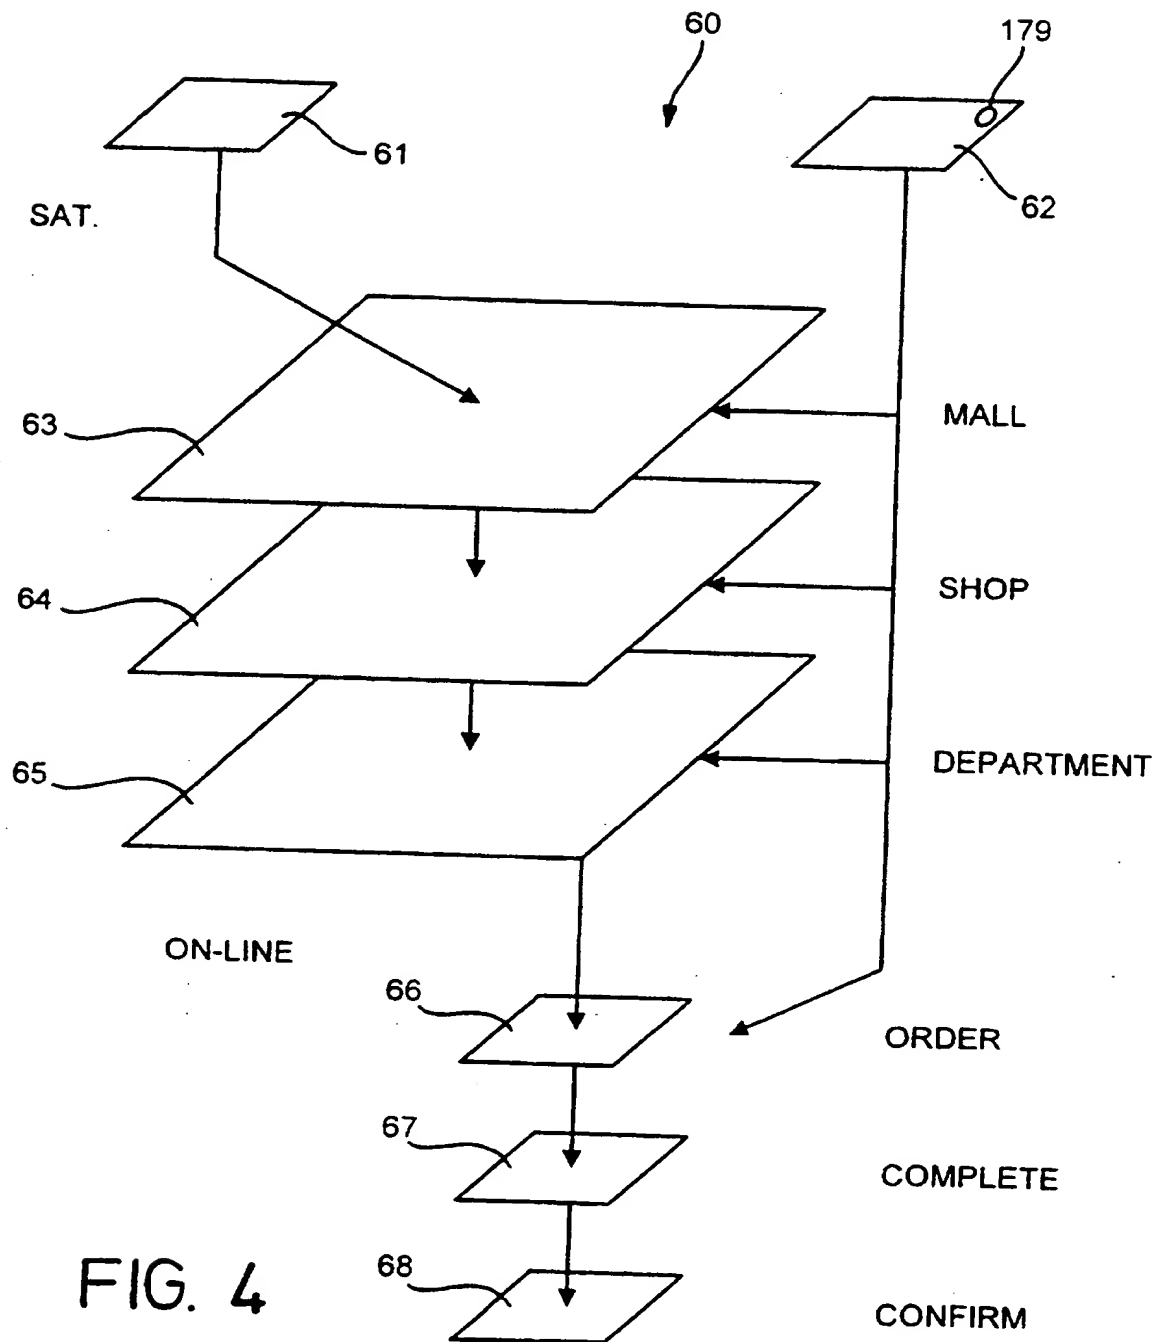 60
179
61
62
SAT.
63
MALL
64
SHOP
65
DEPARTMENT
ON-LINE
66
ORDER
67
COMPLETE
68
CONFIRM
FIG. 4